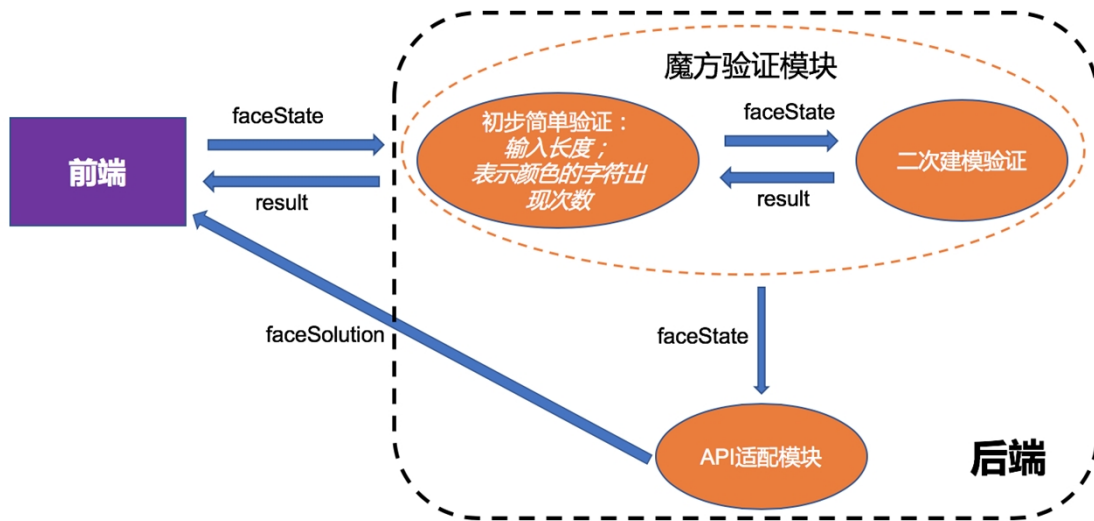 魔方验证模块
faceState
前端
result
初步简单验证：
输入长度；
表示颜色的字符出
现次数
faceState
result
二次建模验证
faceSolution
faceState
API适配模块
后端